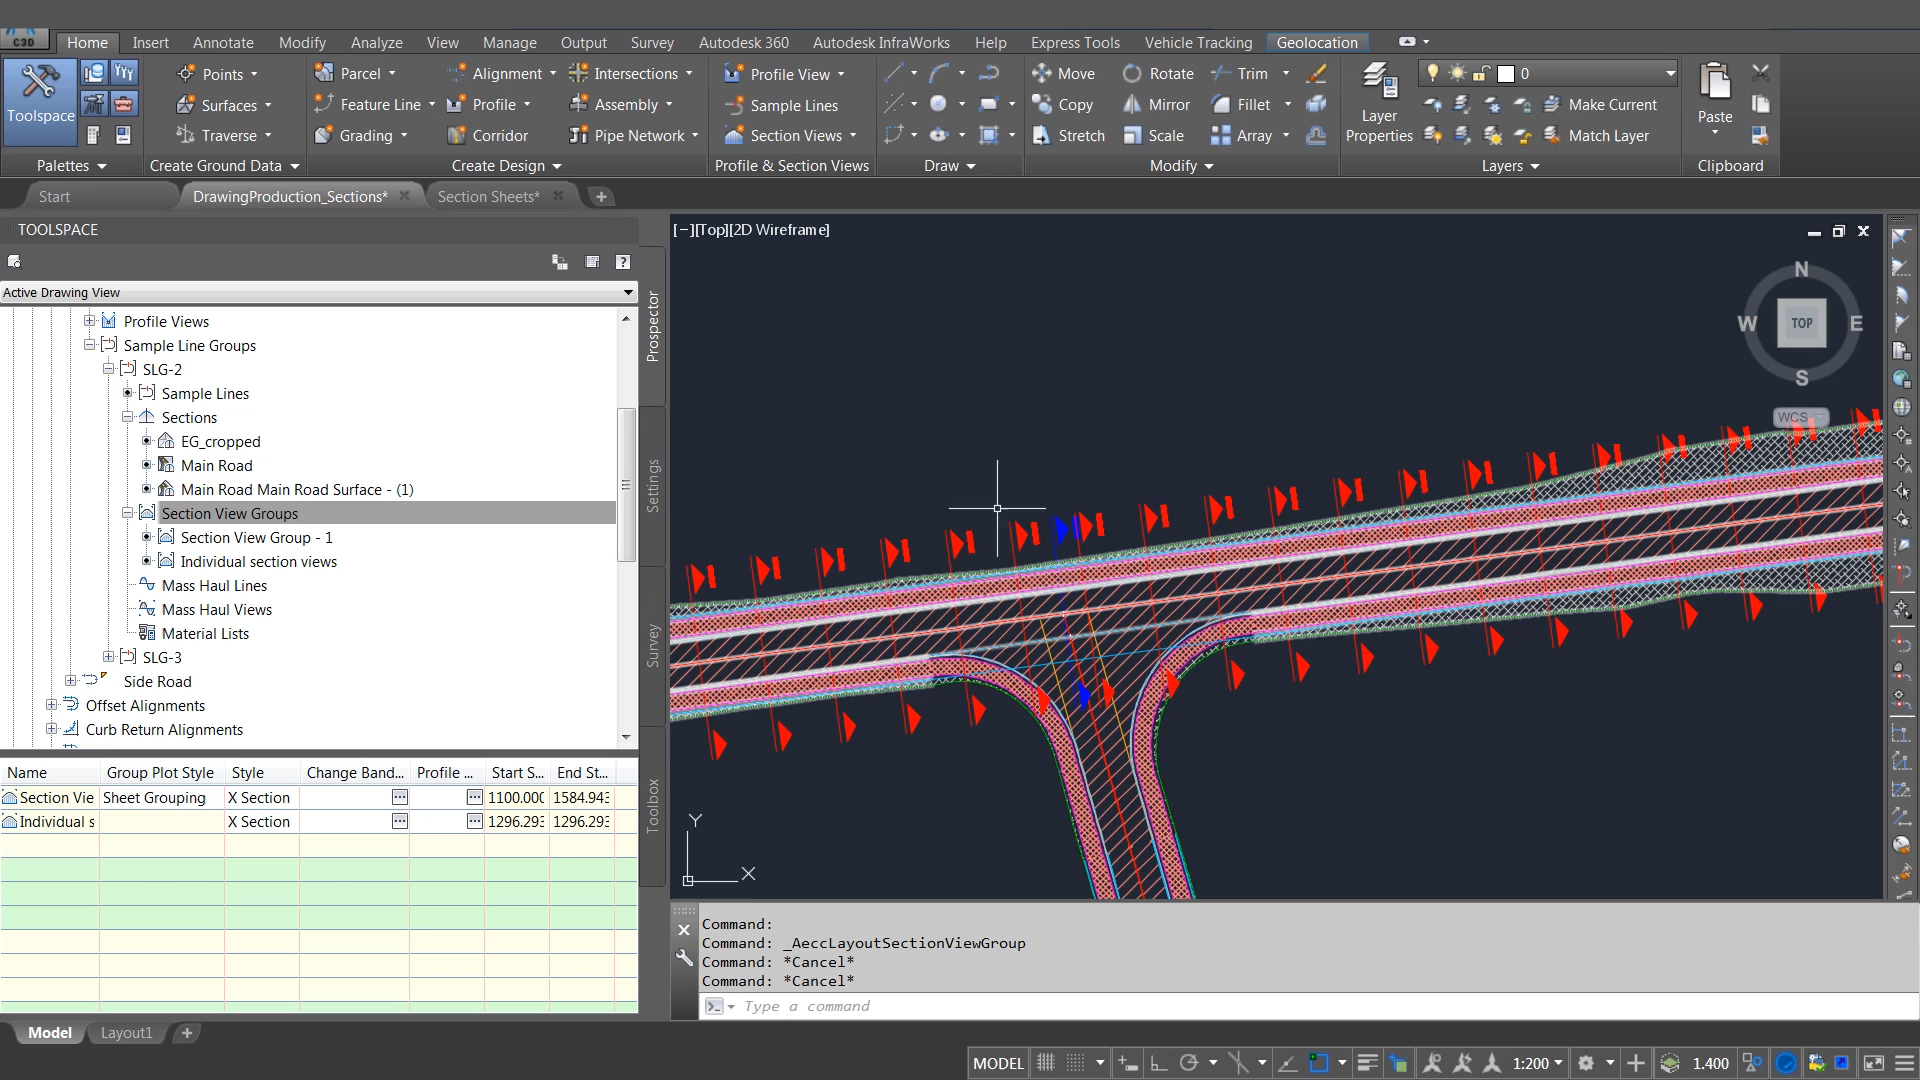 C3D
Home Insert Annotate Modify Analyze View Manage Output Survey Autodesk 360 Autodesk InfraWorks Help Express Tools Vehicle Tracking Geolocation
Points Parcel Alignment Intersections Profile View Move Rotate Trim 0
Toolspace Surfaces Feature Line Profile Assembly Sample Lines Copy Mirror Fillet Layer Properties Make Current Paste
Traverse Grading Corridor Pipe Network Section Views Stretch Scale Array Match Layer
Palettes Create Ground Data Create Design Profile & Section Views Draw Modify Layers Clipboard
Start DrawingProduction_Sections* Section Sheets*
TOOLSPACE
Active Drawing View
Profile Views
Sample Line Groups
SLG-2
Sample Lines
Sections
EG_cropped
Main Road
Main Road Main Road Surface - (1)
Section View Groups
Section View Group - 1
Individual section views
Mass Haul Lines
Mass Haul Views
Material Lists
SLG-3
Side Road
Offset Alignments
Curb Return Alignments
Prospector
Settings
Survey
Toolbox
Name Group Plot Style Style Change Band... Profile ... Start S... End St...
Section Vie Sheet Grouping X Section ... ... 1100.000 1584.943
Individual s X Section ... ... 1296.293 1296.293
[−][Top][2D Wireframe]
N
W TOP E
S
WCS
Y
X
Command:
Command: _AeccLayoutSectionViewGroup
Command: *Cancel*
Command: *Cancel*
Type a command
Model Layout1
MODEL 1:200 1.400